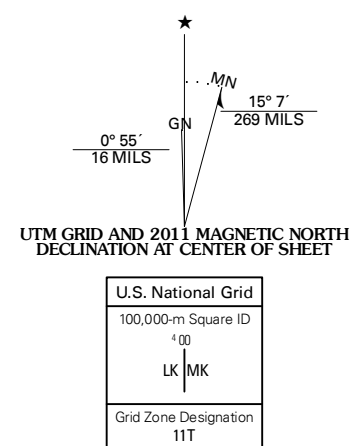 ★
MN
GN
15° 7´
269 MILS
0° 55´
16 MILS
UTM GRID AND 2011 MAGNETIC NORTH
DECLINATION AT CENTER OF SHEET
U.S. National Grid
100,000-m Square ID
4 00
LK MK
Grid Zone Designation
11T